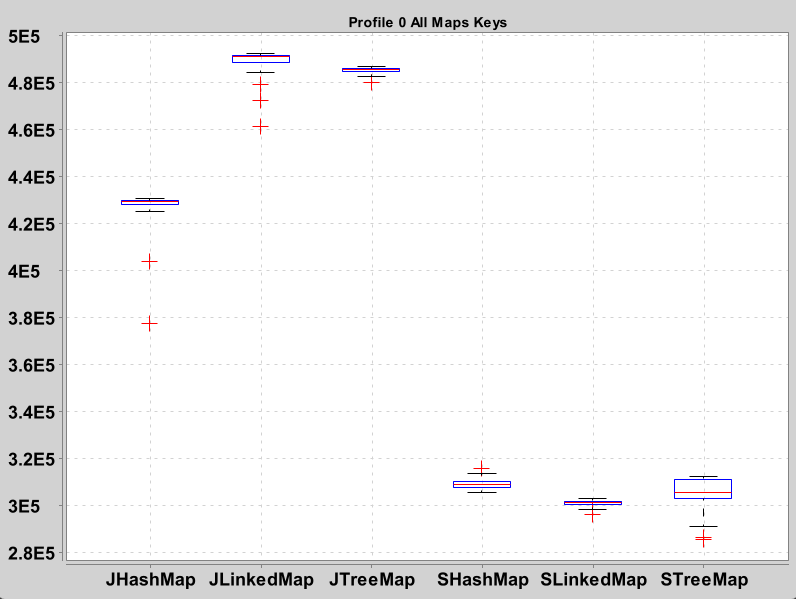 Profile 0 All Maps Keys
5E5
4.8E5
4.6E5
4.4E5
4.2E5
4E5
3.8E5
3.6E5
3.4E5
3.2E5
3E5
2.8E5
JHashMap JLinkedMap JTreeMap SHashMap SLinkedMap STreeMap